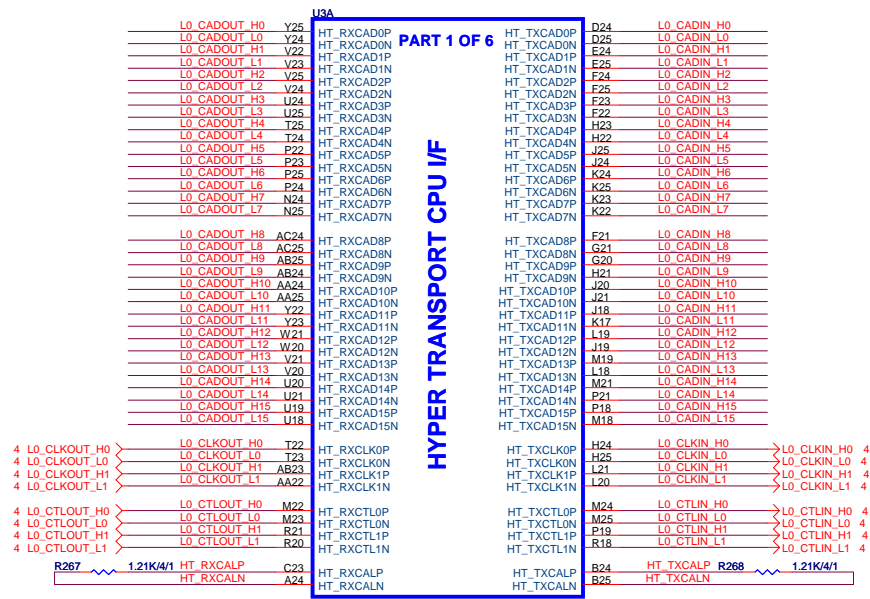 U3A
PART 1 OF 6
HYPER TRANSPORT CPU I/F
L0_CADOUT_H0 Y25 HT_RXCAD0P HT_TXCAD0P D24 L0_CADIN_H0
L0_CADOUT_L0 Y24 HT_RXCAD0N HT_TXCAD0N D25 L0_CADIN_L0
L0_CADOUT_H1 V22 HT_RXCAD1P HT_TXCAD1P E24 L0_CADIN_H1
L0_CADOUT_L1 V23 HT_RXCAD1N HT_TXCAD1N E25 L0_CADIN_L1
L0_CADOUT_H2 V25 HT_RXCAD2P HT_TXCAD2P F24 L0_CADIN_H2
L0_CADOUT_L2 V24 HT_RXCAD2N HT_TXCAD2N F25 L0_CADIN_L2
L0_CADOUT_H3 U24 HT_RXCAD3P HT_TXCAD3P F23 L0_CADIN_H3
L0_CADOUT_L3 U25 HT_RXCAD3N HT_TXCAD3N F22 L0_CADIN_L3
L0_CADOUT_H4 T25 HT_RXCAD4P HT_TXCAD4P H23 L0_CADIN_H4
L0_CADOUT_L4 T24 HT_RXCAD4N HT_TXCAD4N H22 L0_CADIN_L4
L0_CADOUT_H5 P22 HT_RXCAD5P HT_TXCAD5P J25 L0_CADIN_H5
L0_CADOUT_L5 P23 HT_RXCAD5N HT_TXCAD5N J24 L0_CADIN_L5
L0_CADOUT_H6 P25 HT_RXCAD6P HT_TXCAD6P K24 L0_CADIN_H6
L0_CADOUT_L6 P24 HT_RXCAD6N HT_TXCAD6N K25 L0_CADIN_L6
L0_CADOUT_H7 N24 HT_RXCAD7P HT_TXCAD7P K23 L0_CADIN_H7
L0_CADOUT_L7 N25 HT_RXCAD7N HT_TXCAD7N K22 L0_CADIN_L7
L0_CADOUT_H8 AC24 HT_RXCAD8P HT_TXCAD8P F21 L0_CADIN_H8
L0_CADOUT_L8 AC25 HT_RXCAD8N HT_TXCAD8N G21 L0_CADIN_L8
L0_CADOUT_H9 AB25 HT_RXCAD9P HT_TXCAD9P G20 L0_CADIN_H9
L0_CADOUT_L9 AB24 HT_RXCAD9N HT_TXCAD9N H21 L0_CADIN_L9
L0_CADOUT_H10 AA24 HT_RXCAD10P HT_TXCAD10P J20 L0_CADIN_H10
L0_CADOUT_L10 AA25 HT_RXCAD10N HT_TXCAD10N J21 L0_CADIN_L10
L0_CADOUT_H11 Y22 HT_RXCAD11P HT_TXCAD11P J18 L0_CADIN_H11
L0_CADOUT_L11 Y23 HT_RXCAD11N HT_TXCAD11N K17 L0_CADIN_L11
L0_CADOUT_H12 W21 HT_RXCAD12P HT_TXCAD12P L19 L0_CADIN_H12
L0_CADOUT_L12 W20 HT_RXCAD12N HT_TXCAD12N J19 L0_CADIN_L12
L0_CADOUT_H13 V21 HT_RXCAD13P HT_TXCAD13P M19 L0_CADIN_H13
L0_CADOUT_L13 V20 HT_RXCAD13N HT_TXCAD13N L18 L0_CADIN_L13
L0_CADOUT_H14 U20 HT_RXCAD14P HT_TXCAD14P M21 L0_CADIN_H14
L0_CADOUT_L14 U21 HT_RXCAD14N HT_TXCAD14N P21 L0_CADIN_L14
L0_CADOUT_H15 U19 HT_RXCAD15P HT_TXCAD15P P18 L0_CADIN_H15
L0_CADOUT_L15 U18 HT_RXCAD15N HT_TXCAD15N M18 L0_CADIN_L15
4 L0_CLKOUT_H0 L0_CLKOUT_H0 T22 HT_RXCLK0P HT_TXCLK0P H24 L0_CLKIN_H0 L0_CLKIN_H0 4
4 L0_CLKOUT_L0 L0_CLKOUT_L0 T23 HT_RXCLK0N HT_TXCLK0N H25 L0_CLKIN_L0 L0_CLKIN_L0 4
4 L0_CLKOUT_H1 L0_CLKOUT_H1 AB23 HT_RXCLK1P HT_TXCLK1P L21 L0_CLKIN_H1 L0_CLKIN_H1 4
4 L0_CLKOUT_L1 L0_CLKOUT_L1 AA22 HT_RXCLK1N HT_TXCLK1N L20 L0_CLKIN_L1 L0_CLKIN_L1 4
4 L0_CTLOUT_H0 L0_CTLOUT_H0 M22 HT_RXCTL0P HT_TXCTL0P M24 L0_CTLIN_H0 L0_CTLIN_H0 4
4 L0_CTLOUT_L0 L0_CTLOUT_L0 M23 HT_RXCTL0N HT_TXCTL0N M25 L0_CTLIN_L0 L0_CTLIN_L0 4
4 L0_CTLOUT_H1 L0_CTLOUT_H1 R21 HT_RXCTL1P HT_TXCTL1P P19 L0_CTLIN_H1 L0_CTLIN_H1 4
4 L0_CTLOUT_L1 L0_CTLOUT_L1 R20 HT_RXCTL1N HT_TXCTL1N R18 L0_CTLIN_L1 L0_CTLIN_L1 4
R267 1.21K/4/1 HT_RXCALP C23 HT_RXCALP HT_TXCALP B24 HT_TXCALP R268 1.21K/4/1
HT_RXCALN A24 HT_RXCALN HT_TXCALN B25 HT_TXCALN